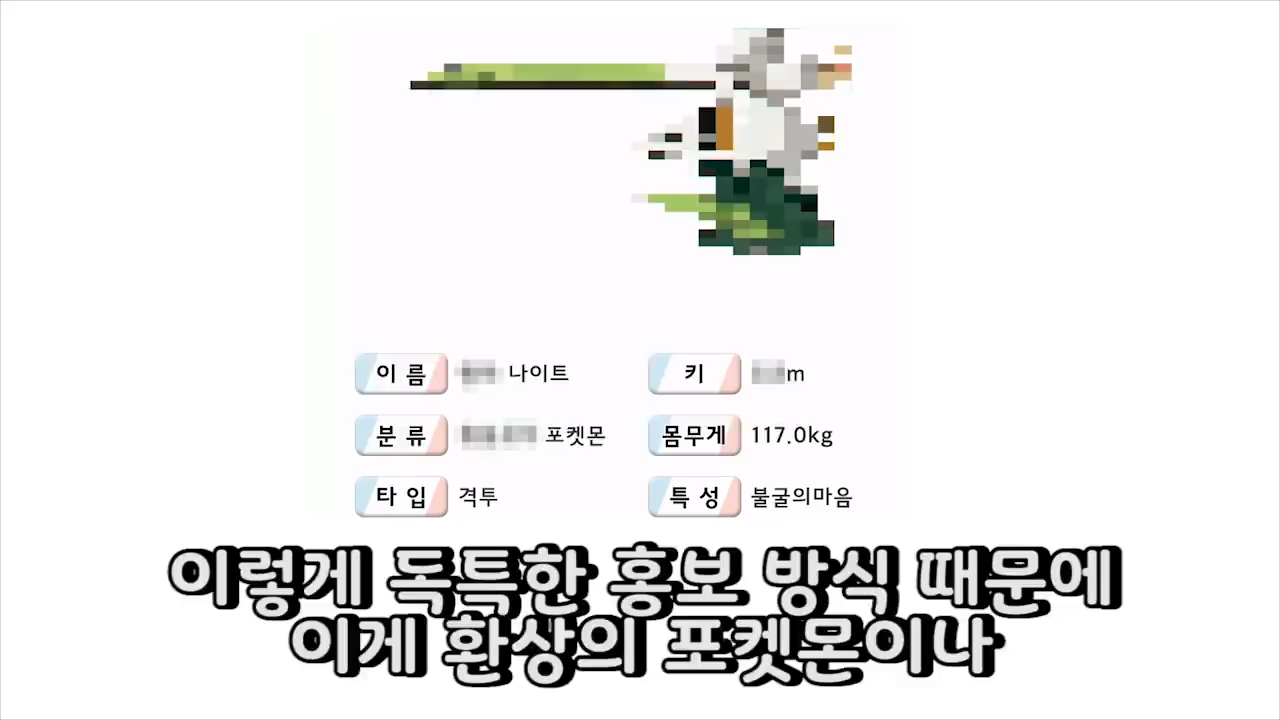 이 름 나이트
키 m
분 류 포켓몬
몸무게 117.0kg
타 입 격투
특 성 불굴의마음
이렇게 독특한 홍보 방식 때문에
이게 환상의 포켓몬이나